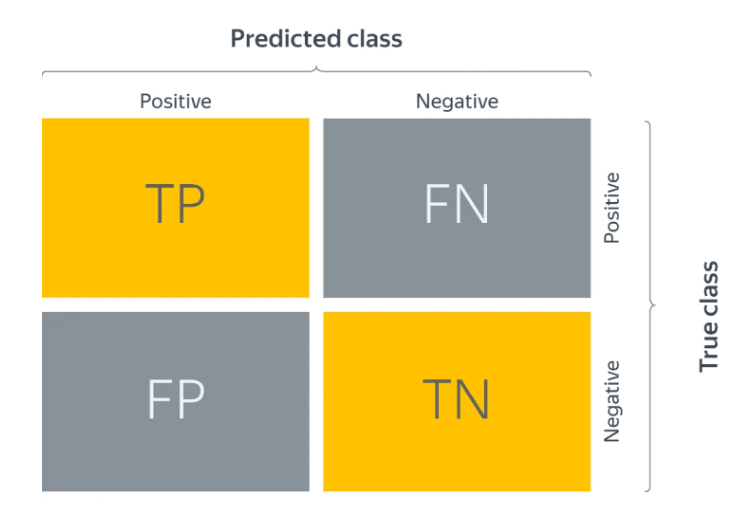 Predicted class
Positive
Negative
TP
FN
Positive
FP
TN
Negative
True class